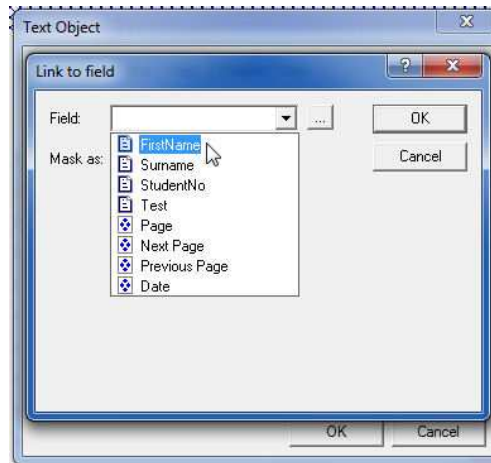 Text Object
Link to field
Field:
...
OK
Mask as:
Cancel
FirstName
Surname
StudentNo
Test
Page
Next Page
Previous Page
Date
OK
Cancel